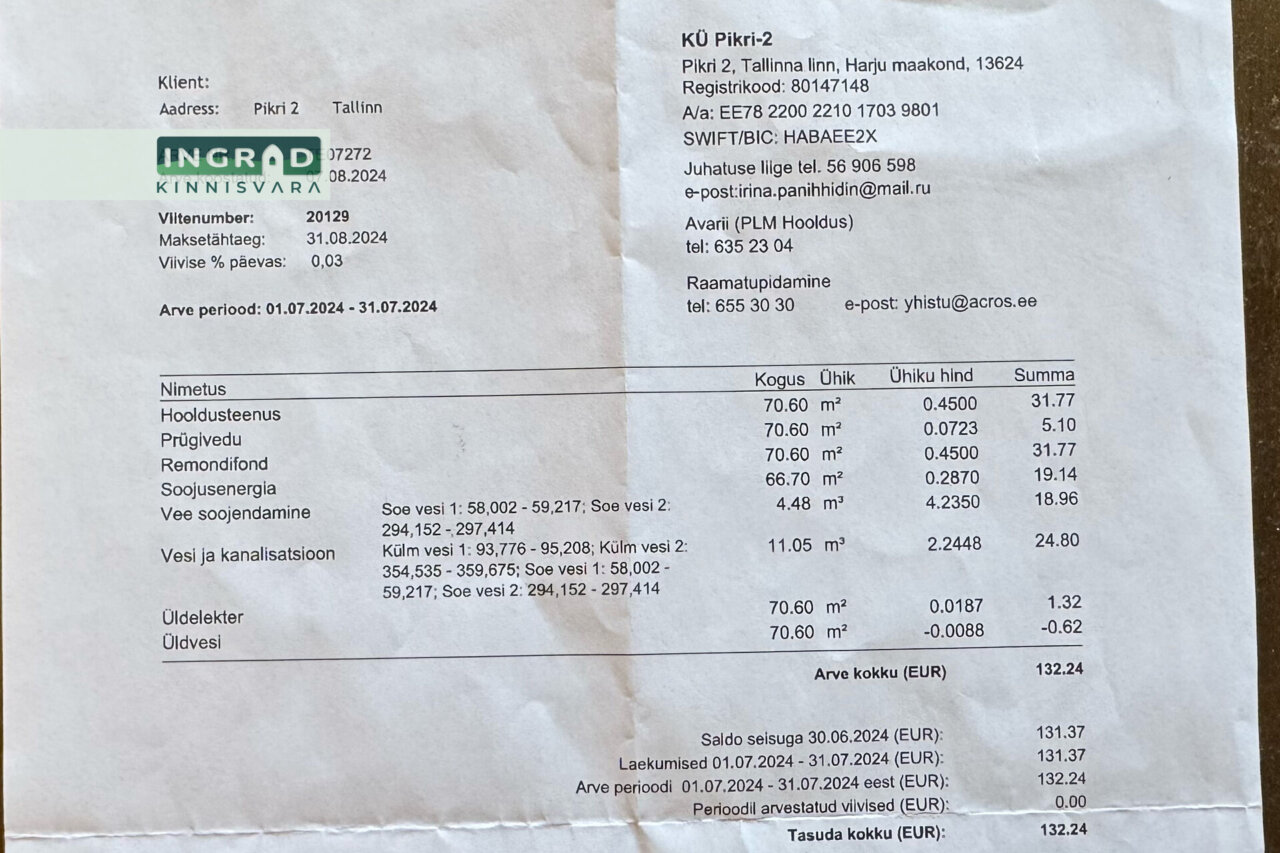 KÜ Pikri-2
Pikri 2, Tallinna linn, Harju maakond, 13624
Registrikood: 80147148
A/a: EE78 2200 2210 1703 9801
SWIFT/BIC: HABAEE2X
Juhatuse liige tel. 56 906 598
e-post:irina.panihhidin@mail.ru
Avarii (PLM Hooldus)
tel: 635 23 04
Raamatupidamine
tel: 655 30 30 e-post: yhistu@acros.ee
Klient:
Aadress: Pikri 2 Tallinn
INGRAD
KINNISVARA
07272
.08.2024
Viitenumber: 20129
Maksetähtaeg: 31.08.2024
Viivise % päevas: 0,03
Arve periood: 01.07.2024 - 31.07.2024
Nimetus Kogus Ühik Ühiku hind Summa
Hooldusteenus 70.60 m² 0.4500 31.77
Prügivedu 70.60 m² 0.0723 5.10
Remondifond 70.60 m² 0.4500 31.77
Soojusenergia 66.70 m² 0.2870 19.14
Vee soojendamine Soe vesi 1: 58,002 - 59,217; Soe vesi 2: 4.48 m³ 4.2350 18.96
294,152 - 297,414
Vesi ja kanalisatsioon Külm vesi 1: 93,776 - 95,208; Külm vesi 2: 11.05 m³ 2.2448 24.80
354,535 - 359,675; Soe vesi 1: 58,002 -
59,217; Soe vesi 2: 294,152 - 297,414
Üldelekter 70.60 m² 0.0187 1.32
Üldvesi 70.60 m² -0.0088 -0.62
Arve kokku (EUR) 132.24
Saldo seisuga 30.06.2024 (EUR): 131.37
Laekumised 01.07.2024 - 31.07.2024 (EUR): 131.37
Arve perioodi 01.07.2024 - 31.07.2024 eest (EUR): 132.24
Perioodil arvestatud viivised (EUR): 0.00
Tasuda kokku (EUR): 132.24